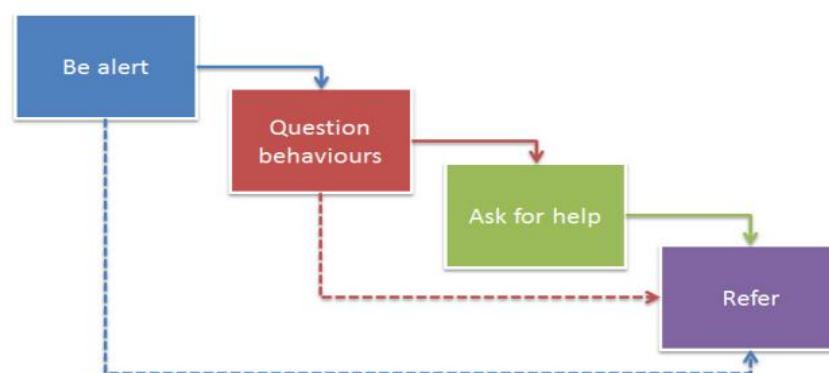 Be alert
Question
behaviours
Ask for help
Refer